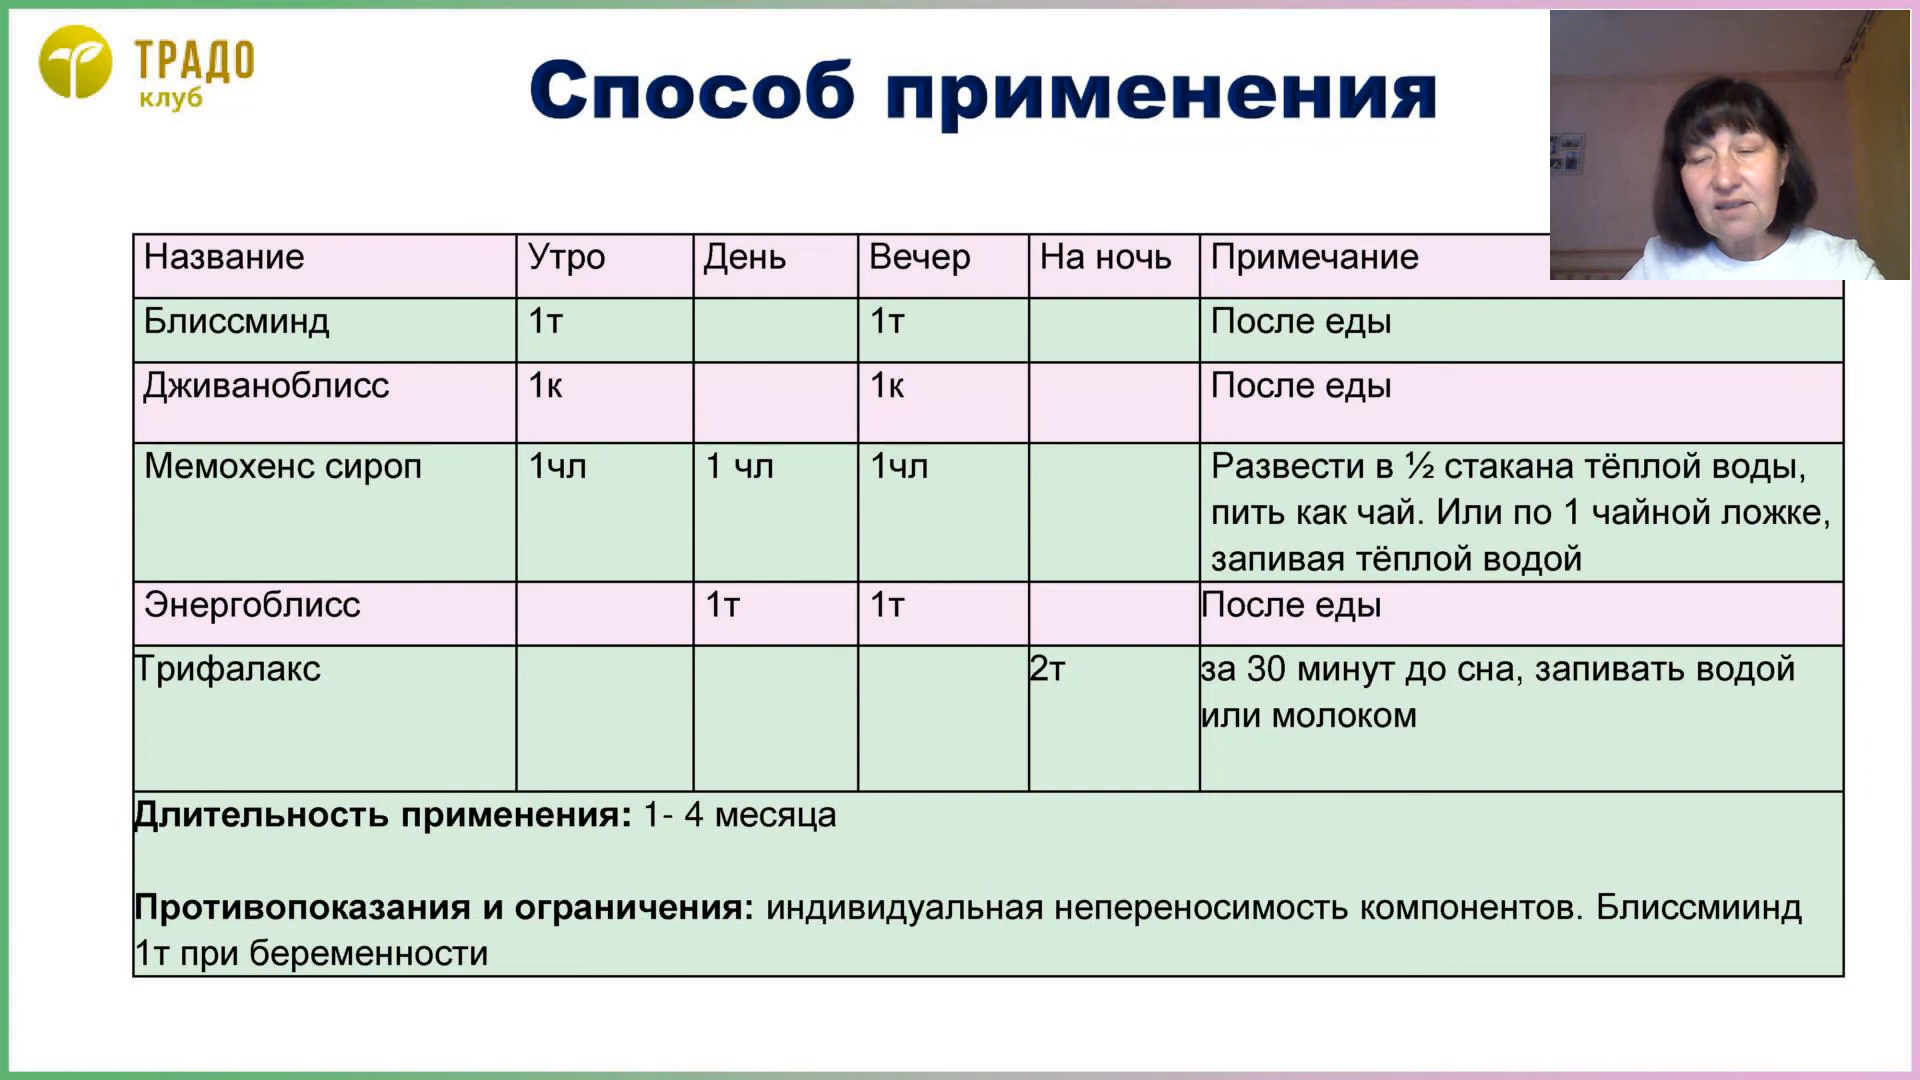 ТРАДО
клуб
Способ применения
Название Утро День Вечер На ночь Примечание
Блиссминд 1т 1т После еды
Дживаноблисс 1к 1к После еды
Мемохенс сироп 1чл 1 чл 1чл Развести в ½ стакана тёплой воды,
пить как чай. Или по 1 чайной ложке,
запивая тёплой водой
Энергоблисс 1т 1т После еды
Трифалакс 2т за 30 минут до сна, запивать водой
или молоком
Длительность применения: 1- 4 месяца
Противопоказания и ограничения: индивидуальная непереносимость компонентов. Блиссмиинд
1т при беременности